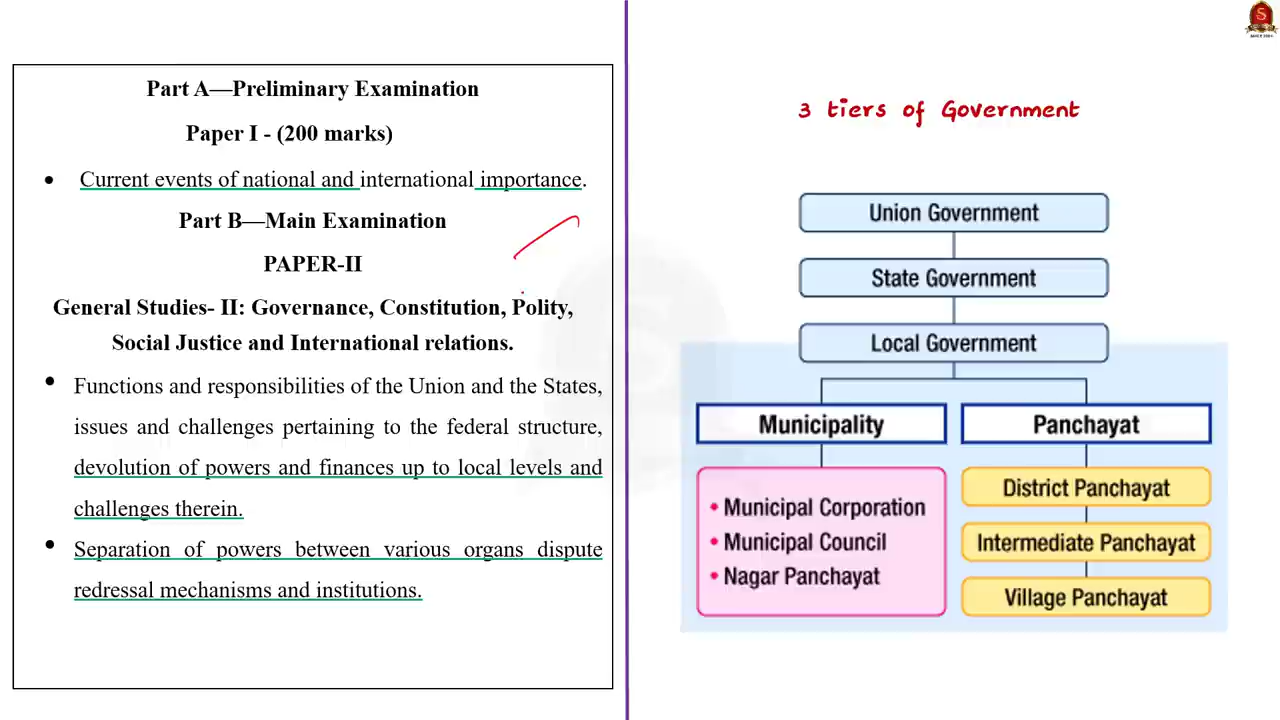 Part A—Preliminary Examination
Paper I - (200 marks)
• Current events of national and international importance.
Part B—Main Examination
PAPER-II
General Studies- II: Governance, Constitution, Polity,
Social Justice and International relations.
• Functions and responsibilities of the Union and the States,
issues and challenges pertaining to the federal structure,
devolution of powers and finances up to local levels and
challenges therein.
• Separation of powers between various organs dispute
redressal mechanisms and institutions.
3 tiers of Government
Union Government
State Government
Local Government
Municipality
• Municipal Corporation
• Municipal Council
• Nagar Panchayat
Panchayat
District Panchayat
Intermediate Panchayat
Village Panchayat